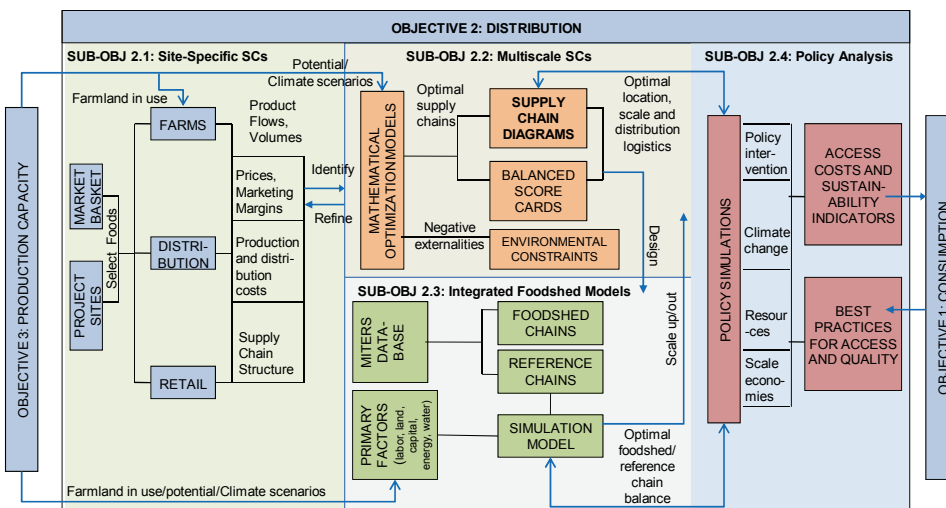 OBJECTIVE 2: DISTRIBUTION
SUB-OBJ 2.1: Site-Specific SCs
SUB-OBJ 2.2: Multiscale SCs
SUB-OBJ 2.4: Policy Analysis
OBJECTIVE 3: PRODUCTION CAPACITY
Farmland in use
FARMS
Product
Flows,
Volumes
MARKET
BASKET
PROJECT
SITES
Select Foods
DISTRI-
BUTION
RETAIL
Prices,
Marketing
Margins
Production
and distri-
bution
costs
Supply
Chain
Structure
Identify
Refine
Potential/
Climate scenarios
MATHEMATICAL
OPTIMIZATION MODELS
Optimal
supply
chains
SUPPLY
CHAIN
DIAGRAMS
BALANCED
SCORE
CARDS
Negative
externalities
ENVIRONMENTAL
CONSTRAINTS
Optimal
location,
scale and
distribution
logistics
Design
Scale up/out
SUB-OBJ 2.3: Integrated Foodshed Models
MITERS
DATA-
BASE
FOODSHED
CHAINS
REFERENCE
CHAINS
PRIMARY
FACTORS
(labor, land,
capital,
energy, water)
SIMULATION
MODEL
Optimal
foodshed/
reference
chain
balance
Farmland in use/potential/Climate scenarios
POLICY SIMULATIONS
Policy
inter-
vention
Climate
change
Resour-
ces
Scale
econo-
mies
ACCESS
COSTS AND
SUSTAIN-
ABILITY
INDICATORS
BEST
PRACTICES
FOR ACCESS
AND QUALITY
OBJECTIVE 1: CONSUMPTION